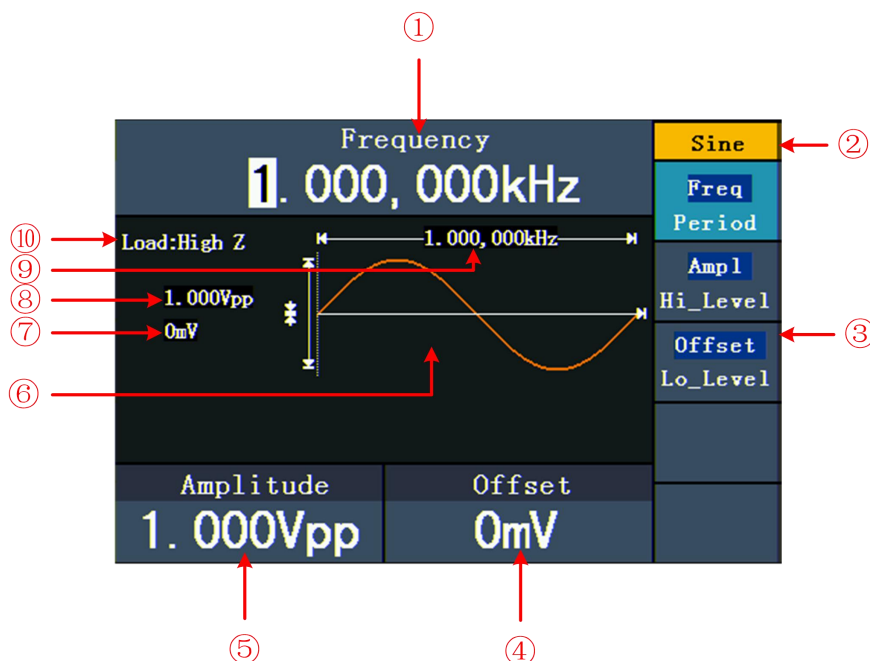 ①
Frequency
1.000,000kHz
Sine
②
Freq
Period
⑩
Load:High Z
1.000,000kHz
⑨
Ampl
Hi_Level
⑧
1.000Vpp
⑦
0mV
Offset
Lo_Level
③
⑥
Amplitude
1.000Vpp
Offset
0mV
⑤
④